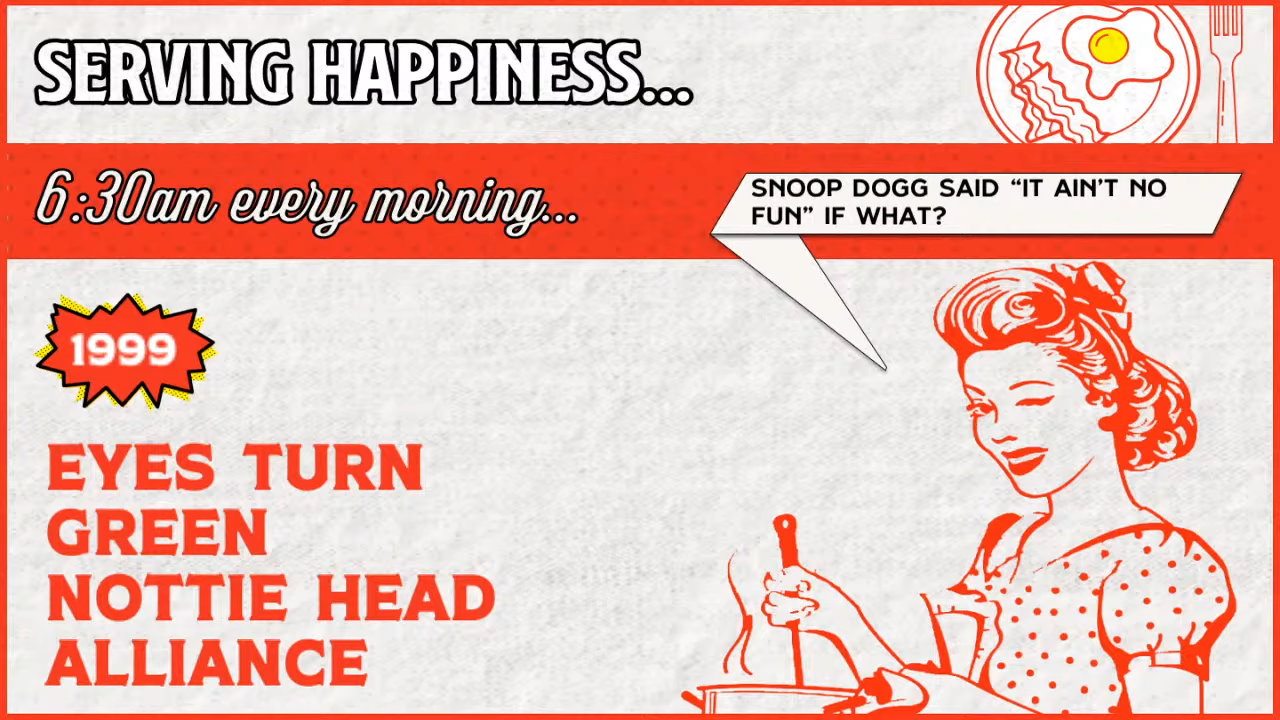 SERVING HAPPINESS...
6:30am every morning...
SNOOP DOGG SAID “IT AIN’T NO
FUN” IF WHAT?
1999
EYES TURN
GREEN
NOTTIE HEAD
ALLIANCE